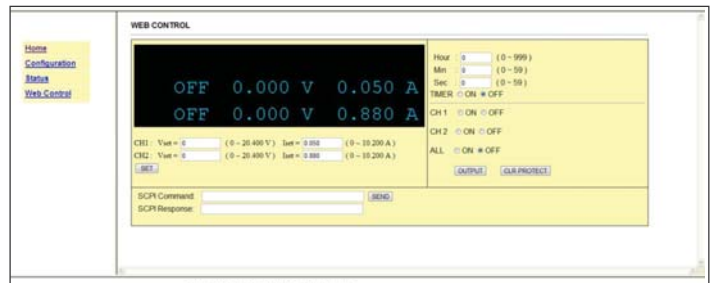 WEB CONTROL
Home
Configuration
Status
Web Control
OFF 0.000 V 0.050 A
OFF 0.000 V 0.880 A
CH1 : Vset = 0 ( 0 ~ 20.400 V ) Iset = 0.050 ( 0 ~ 10.200 A )
CH2 : Vset = 0 ( 0 ~ 20.400 V ) Iset = 0.880 ( 0 ~ 10.200 A )
SET
Hour : 0 ( 0 ~ 999 )
Min : 0 ( 0 ~ 59 )
Sec : 0 ( 0 ~ 59 )
TIMER ON OFF
CH 1 : ON OFF
CH 2 : ON OFF
ALL : ON OFF
OUTPUT CLR PROTECT
SCPI Command: SEND
SCPI Response: